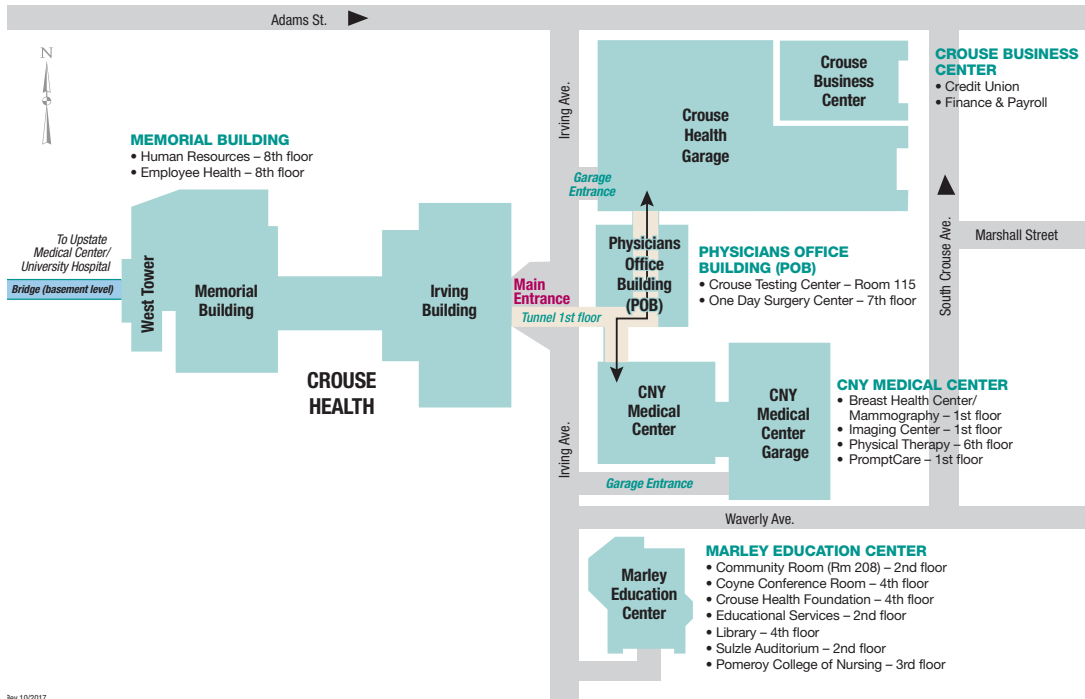 Adams St.
N
Irving Ave.
Crouse
Business
Center
CROUSE BUSINESS
CENTER
• Credit Union
• Finance & Payroll
Crouse
Health
Garage
MEMORIAL BUILDING
• Human Resources – 8th floor
• Employee Health – 8th floor
Garage
Entrance
To Upstate
Medical Center/
University Hospital
Bridge (basement level)
West Tower
Memorial
Building
Irving
Building
Main
Entrance
Tunnel 1st floor
Physicians
Office
Building
(POB)
PHYSICIANS OFFICE
BUILDING (POB)
• Crouse Testing Center – Room 115
• One Day Surgery Center – 7th floor
South Crouse Ave.
Marshall Street
CROUSE
HEALTH
CNY
Medical
Center
CNY
Medical
Center
Garage
CNY MEDICAL CENTER
• Breast Health Center/
Mammography – 1st floor
• Imaging Center – 1st floor
• Physical Therapy – 6th floor
• PromptCare – 1st floor
Irving Ave.
Garage Entrance
Waverly Ave.
Marley
Education
Center
MARLEY EDUCATION CENTER
• Community Room (Rm 208) – 2nd floor
• Coyne Conference Room – 4th floor
• Crouse Health Foundation – 4th floor
• Educational Services – 2nd floor
• Library – 4th floor
• Sulzle Auditorium – 2nd floor
• Pomeroy College of Nursing – 3rd floor
Rev 10/2017